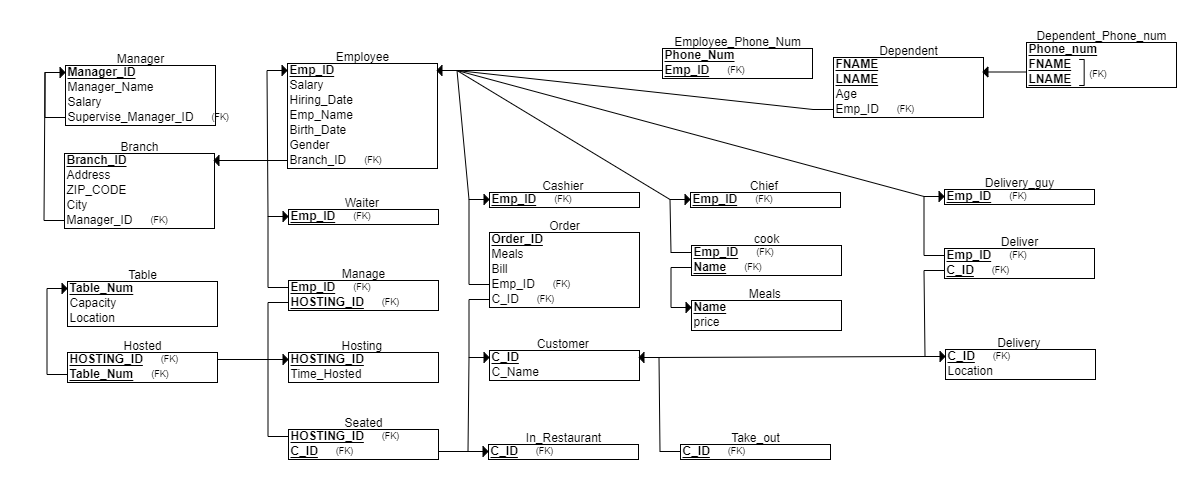 Manager
Manager_ID
Manager_Name
Salary
Supervise_Manager_ID (FK)
Branch
Branch_ID
Address
ZIP_CODE
City
Manager_ID (FK)
Table
Table_Num
Capacity
Location
Hosted
HOSTING_ID (FK)
Table_Num (FK)
Employee
Emp_ID
Salary
Hiring_Date
Emp_Name
Birth_Date
Gender
Branch_ID (FK)
Waiter
Emp_ID (FK)
Manage
Emp_ID (FK)
HOSTING_ID (FK)
Hosting
HOSTING_ID
Time_Hosted
Seated
HOSTING_ID (FK)
C_ID (FK)
Cashier
Emp_ID (FK)
Order
Order_ID
Meals
Bill
Emp_ID (FK)
C_ID (FK)
Customer
C_ID
C_Name
In_Restaurant
C_ID (FK)
Employee_Phone_Num
Phone_Num
Emp_ID (FK)
Chief
Emp_ID (FK)
cook
Emp_ID (FK)
Name (FK)
Meals
Name
price
Take_out
C_ID (FK)
Dependent
FNAME
LNAME
Age
Emp_ID (FK)
Dependent_Phone_num
Phone_num
FNAME
LNAME
(FK)
Delivery_guy
Emp_ID (FK)
Deliver
Emp_ID (FK)
C_ID (FK)
Delivery
C_ID (FK)
Location